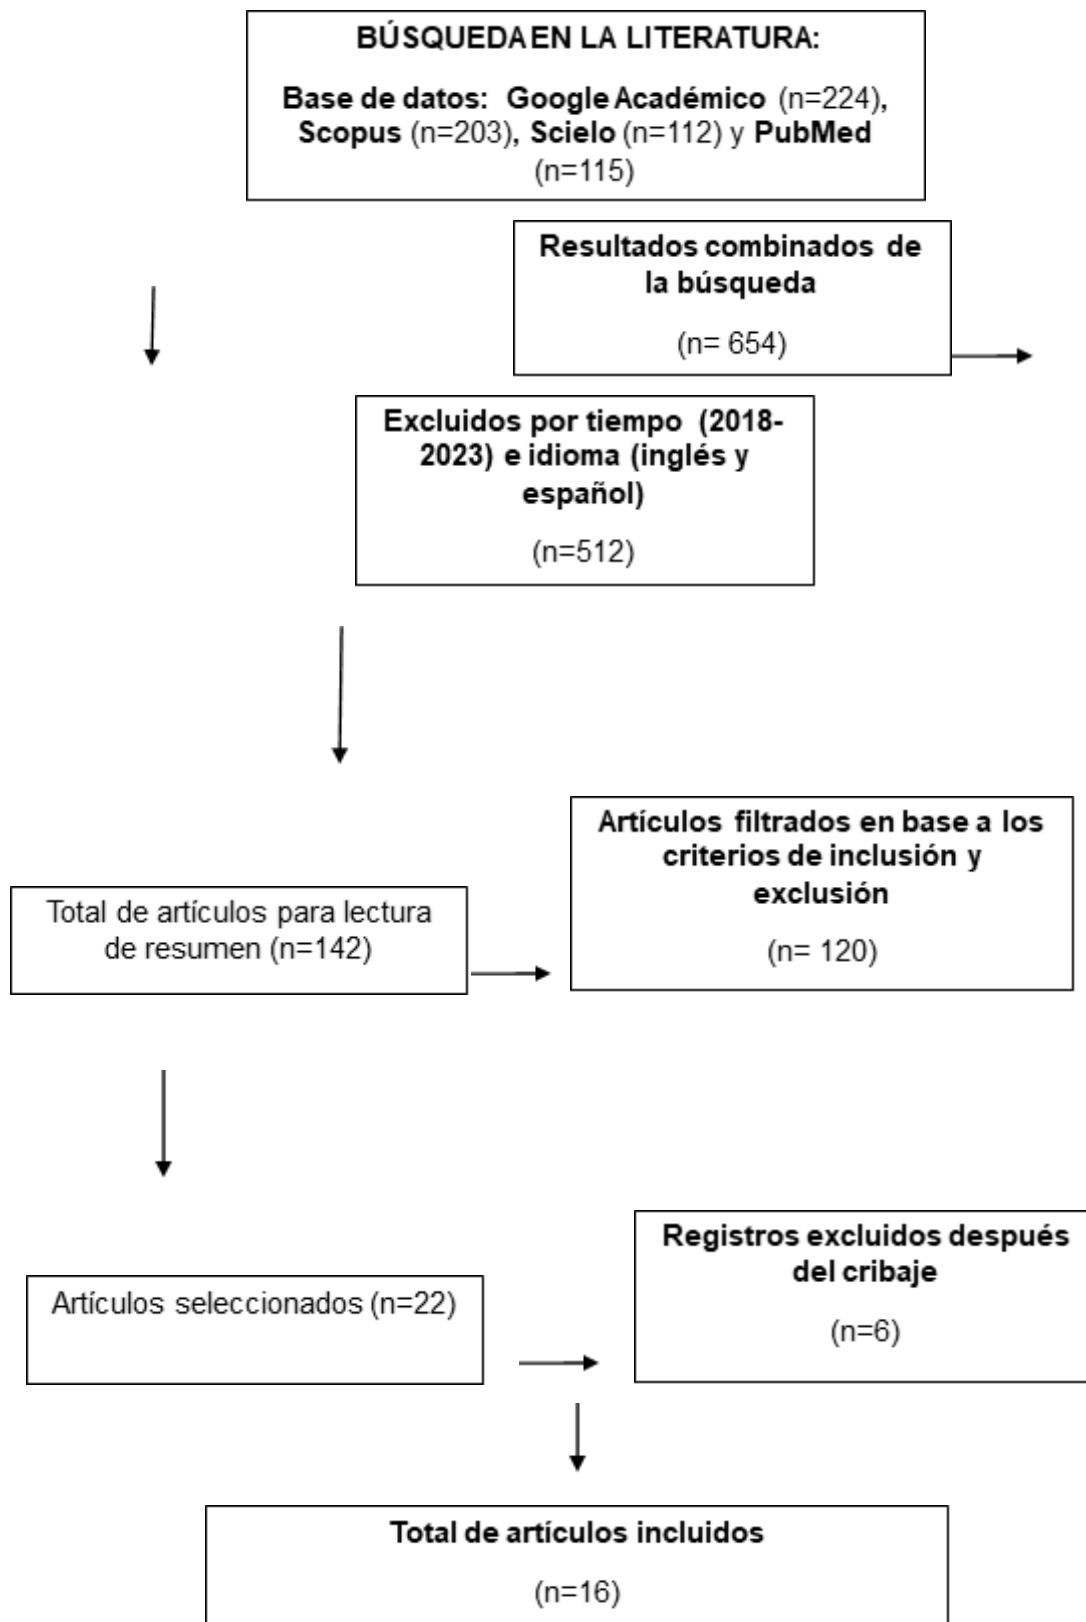 BÚSQUEDA EN LA LITERATURA:
Base de datos: Google Académico (n=224),
Scopus (n=203), Scielo (n=112) y PubMed
(n=115)
Resultados combinados de
la búsqueda
(n= 654)
Excluidos por tiempo (2018-
2023) e idioma (inglés y
español)
(n=512)
Artículos filtrados en base a los
criterios de inclusión y
exclusión
(n= 120)
Total de artículos para lectura
de resumen (n=142)
Registros excluidos después
del cribaje
(n=6)
Artículos seleccionados (n=22)
Total de artículos incluidos
(n=16)